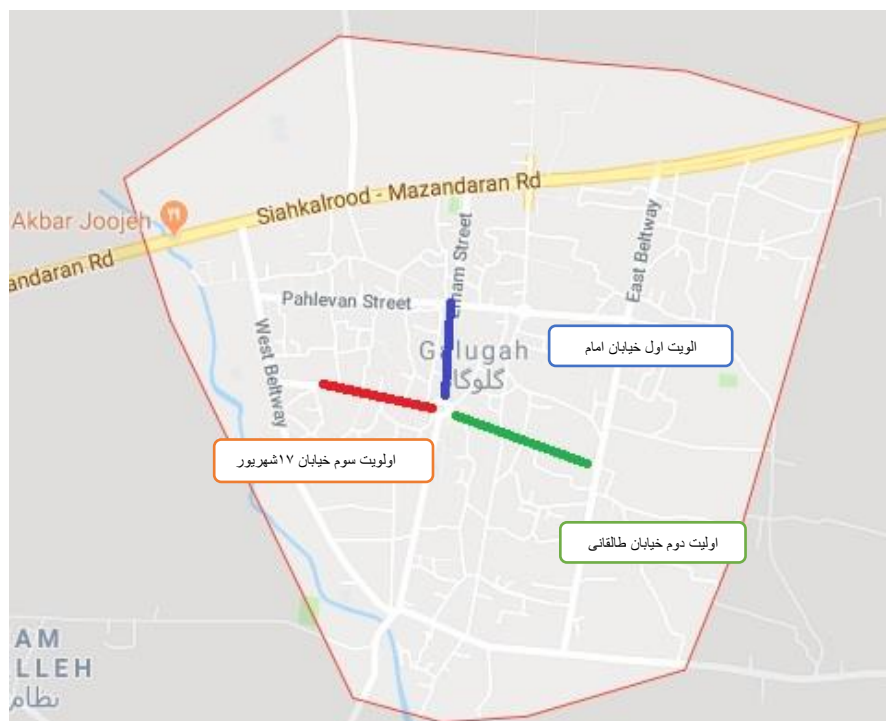 Akbar Joojeh
Siahkalrood - Mazandaran Rd
andaran Rd
Emam Street
East Beltway
Pahlevan Street
West Beltway
Galugah
گلوگا
الویت اول خیابان امام
اولویت سوم خیابان ۱۷شهریور
اولیت دوم خیابان طالقانی
AM
LLEH
نظام